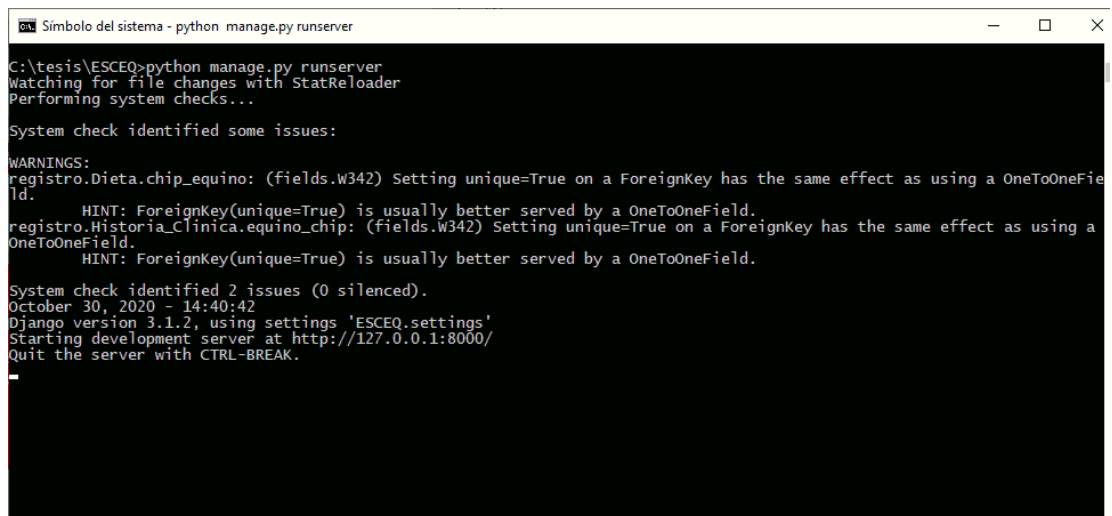 Símbolo del sistema - python  manage.py runserver
C:\tesis\ESCEQ>python manage.py runserver
Watching for file changes with StatReloader
Performing system checks...
System check identified some issues:
WARNINGS:
registro.Dieta.chip_equino: (fields.W342) Setting unique=True on a ForeignKey has the same effect as using a OneToOneFie
ld.
        HINT: ForeignKey(unique=True) is usually better served by a OneToOneField.
registro.Historia_Clinica.equino_chip: (fields.W342) Setting unique=True on a ForeignKey has the same effect as using a
OneToOneField.
        HINT: ForeignKey(unique=True) is usually better served by a OneToOneField.
System check identified 2 issues (0 silenced).
October 30, 2020 - 14:40:42
Django version 3.1.2, using settings 'ESCEQ.settings'
Starting development server at http://127.0.0.1:8000/
Quit the server with CTRL-BREAK.